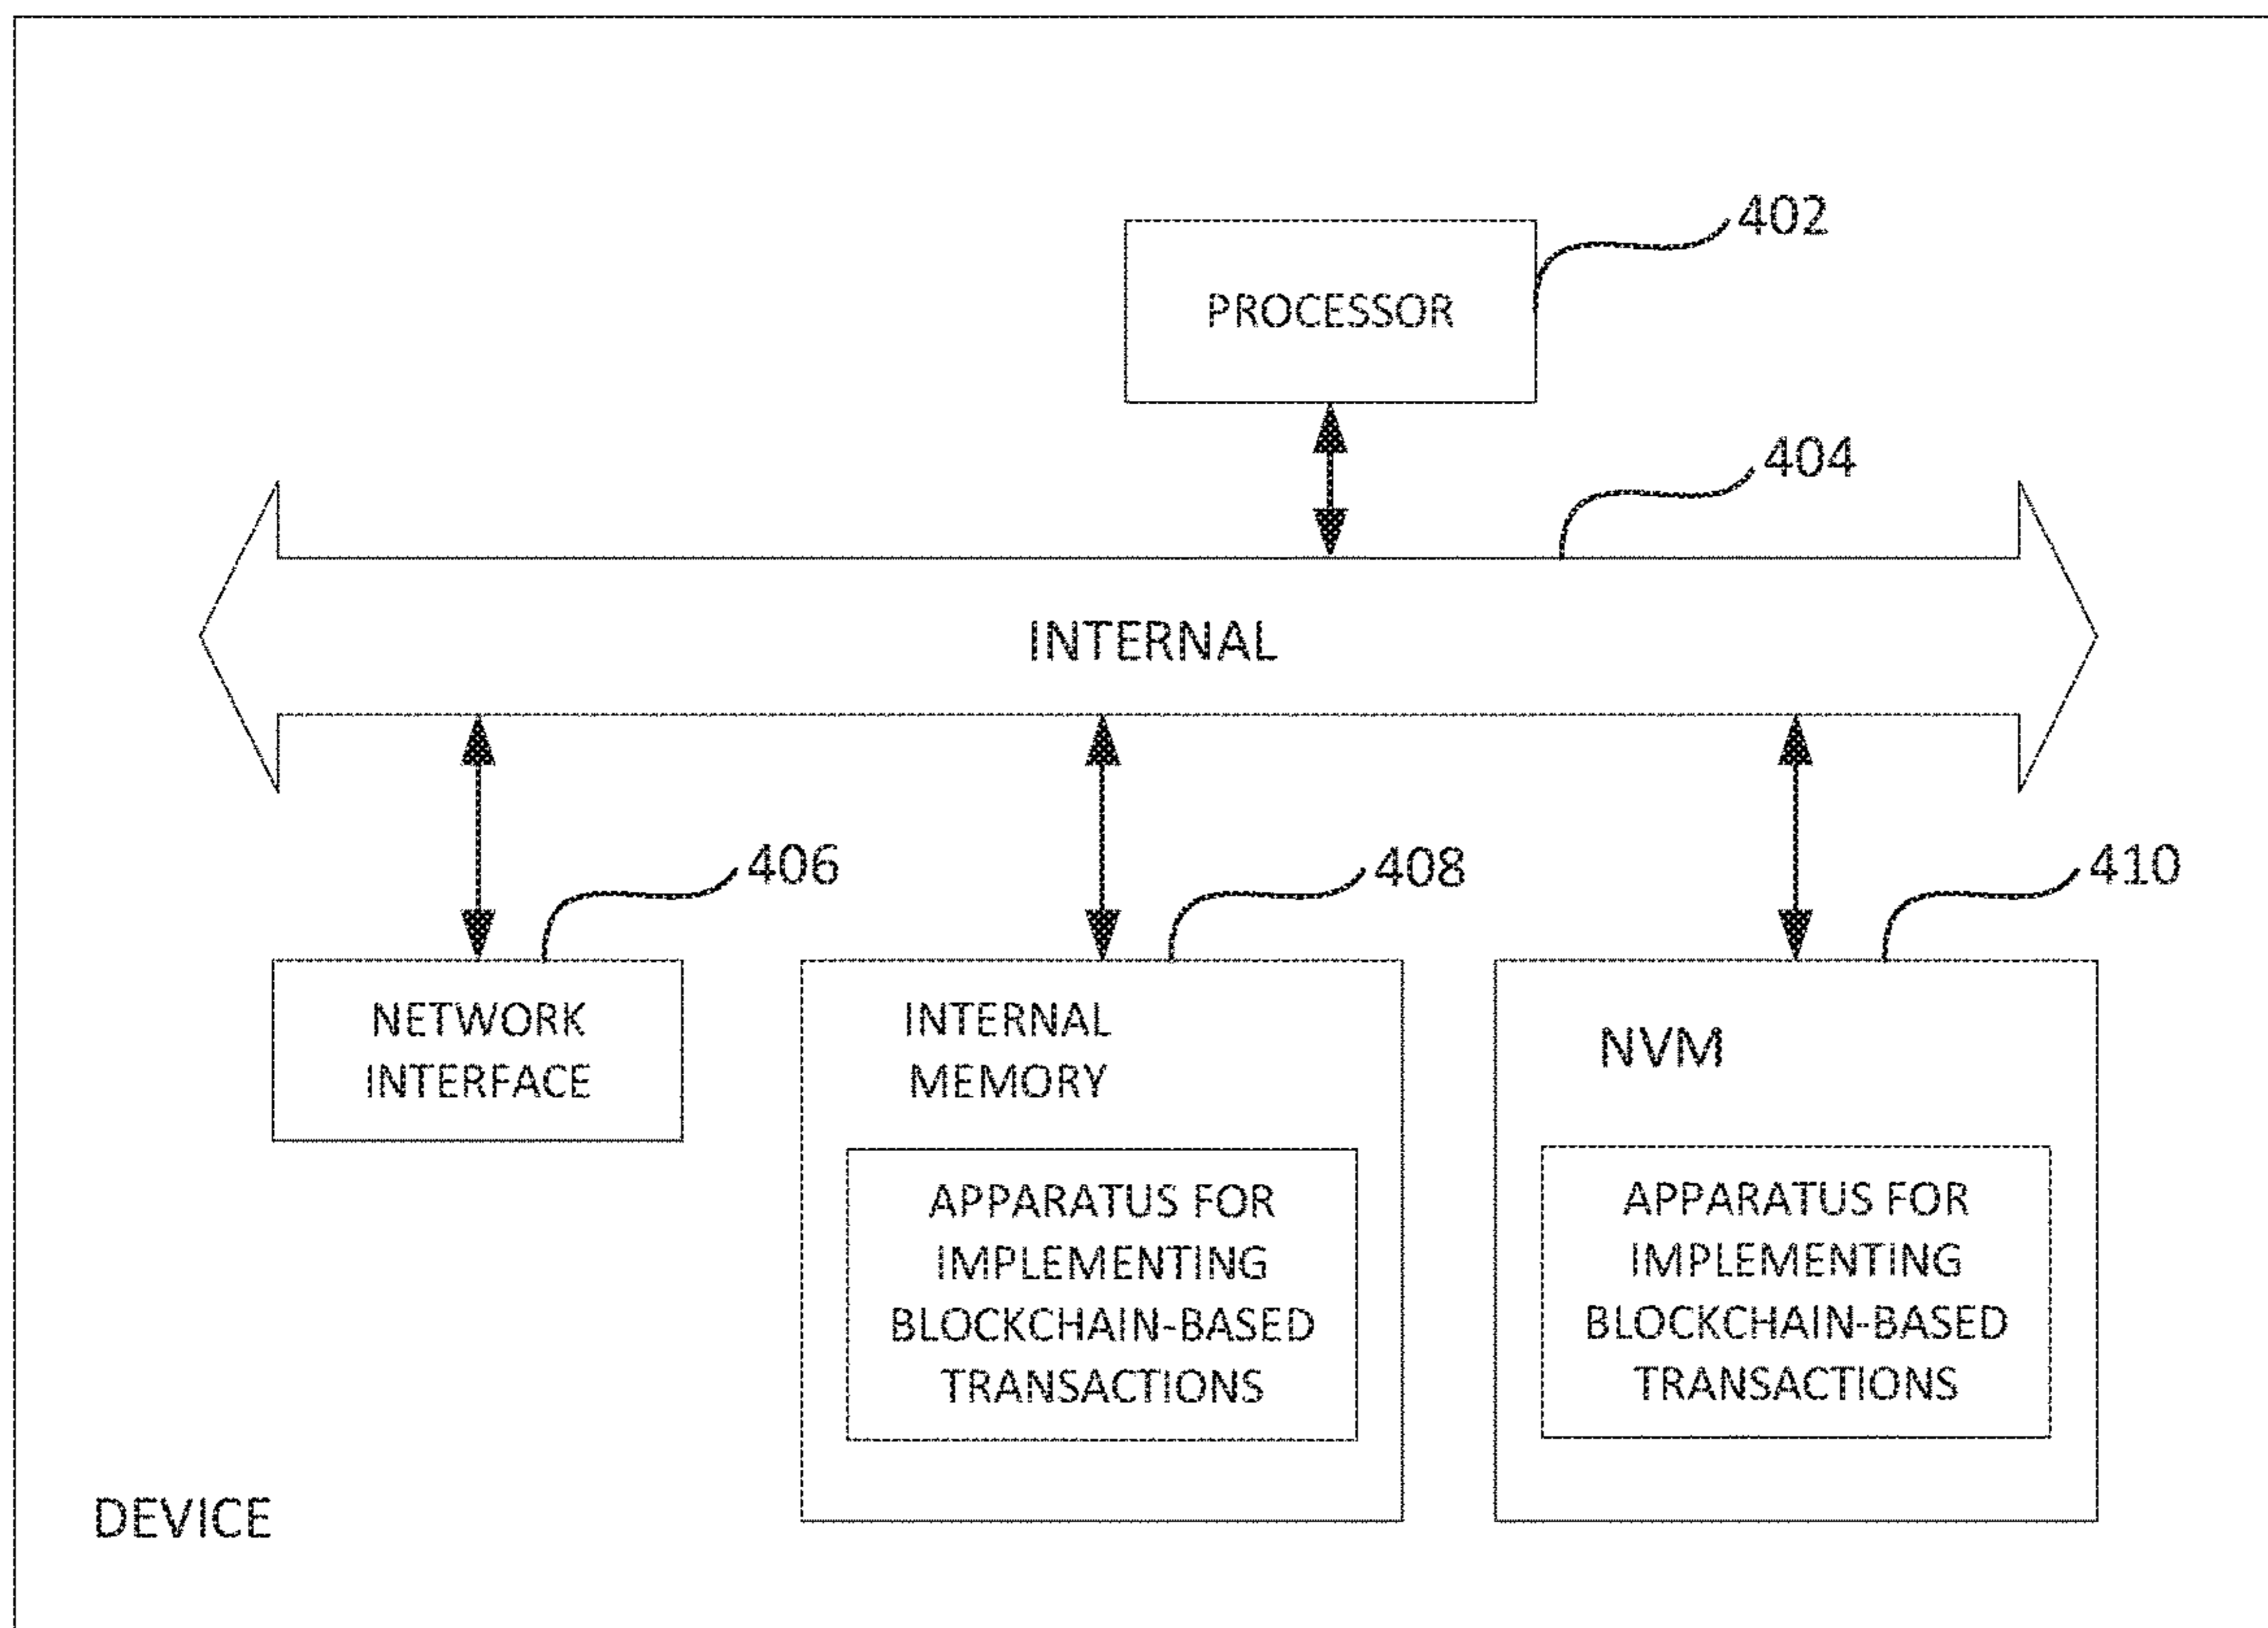 402
PROCESSOR
404
INTERNAL
406
408
410
NETWORK
INTERFACE
INTERNAL
MEMORY
APPARATUS FOR
IMPLEMENTING
BLOCKCHAIN-BASED
TRANSACTIONS
NVM
APPARATUS FOR
IMPLEMENTING
BLOCKCHAIN-BASED
TRANSACTIONS
DEVICE